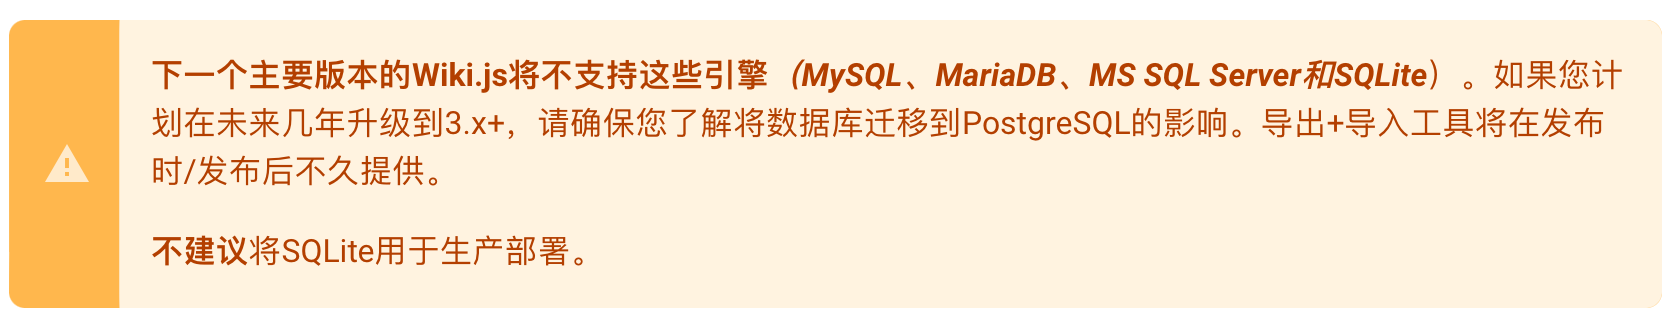 下一个主要版本的Wiki.js将不支持这些引擎（MySQL、MariaDB、MS SQL Server和SQLite）。如果您计
划在未来几年升级到3.x+，请确保您了解将数据库迁移到PostgreSQL的影响。导出+导入工具将在发布
时/发布后不久提供。
不建议将SQLite用于生产部署。